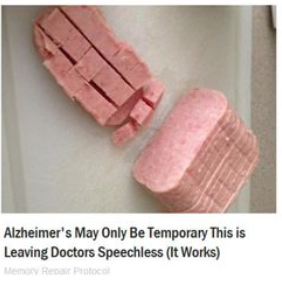 Alzheimer's May Only Be Temporary This is
Leaving Doctors Speechless (It Works)
Memory Repair Protocol